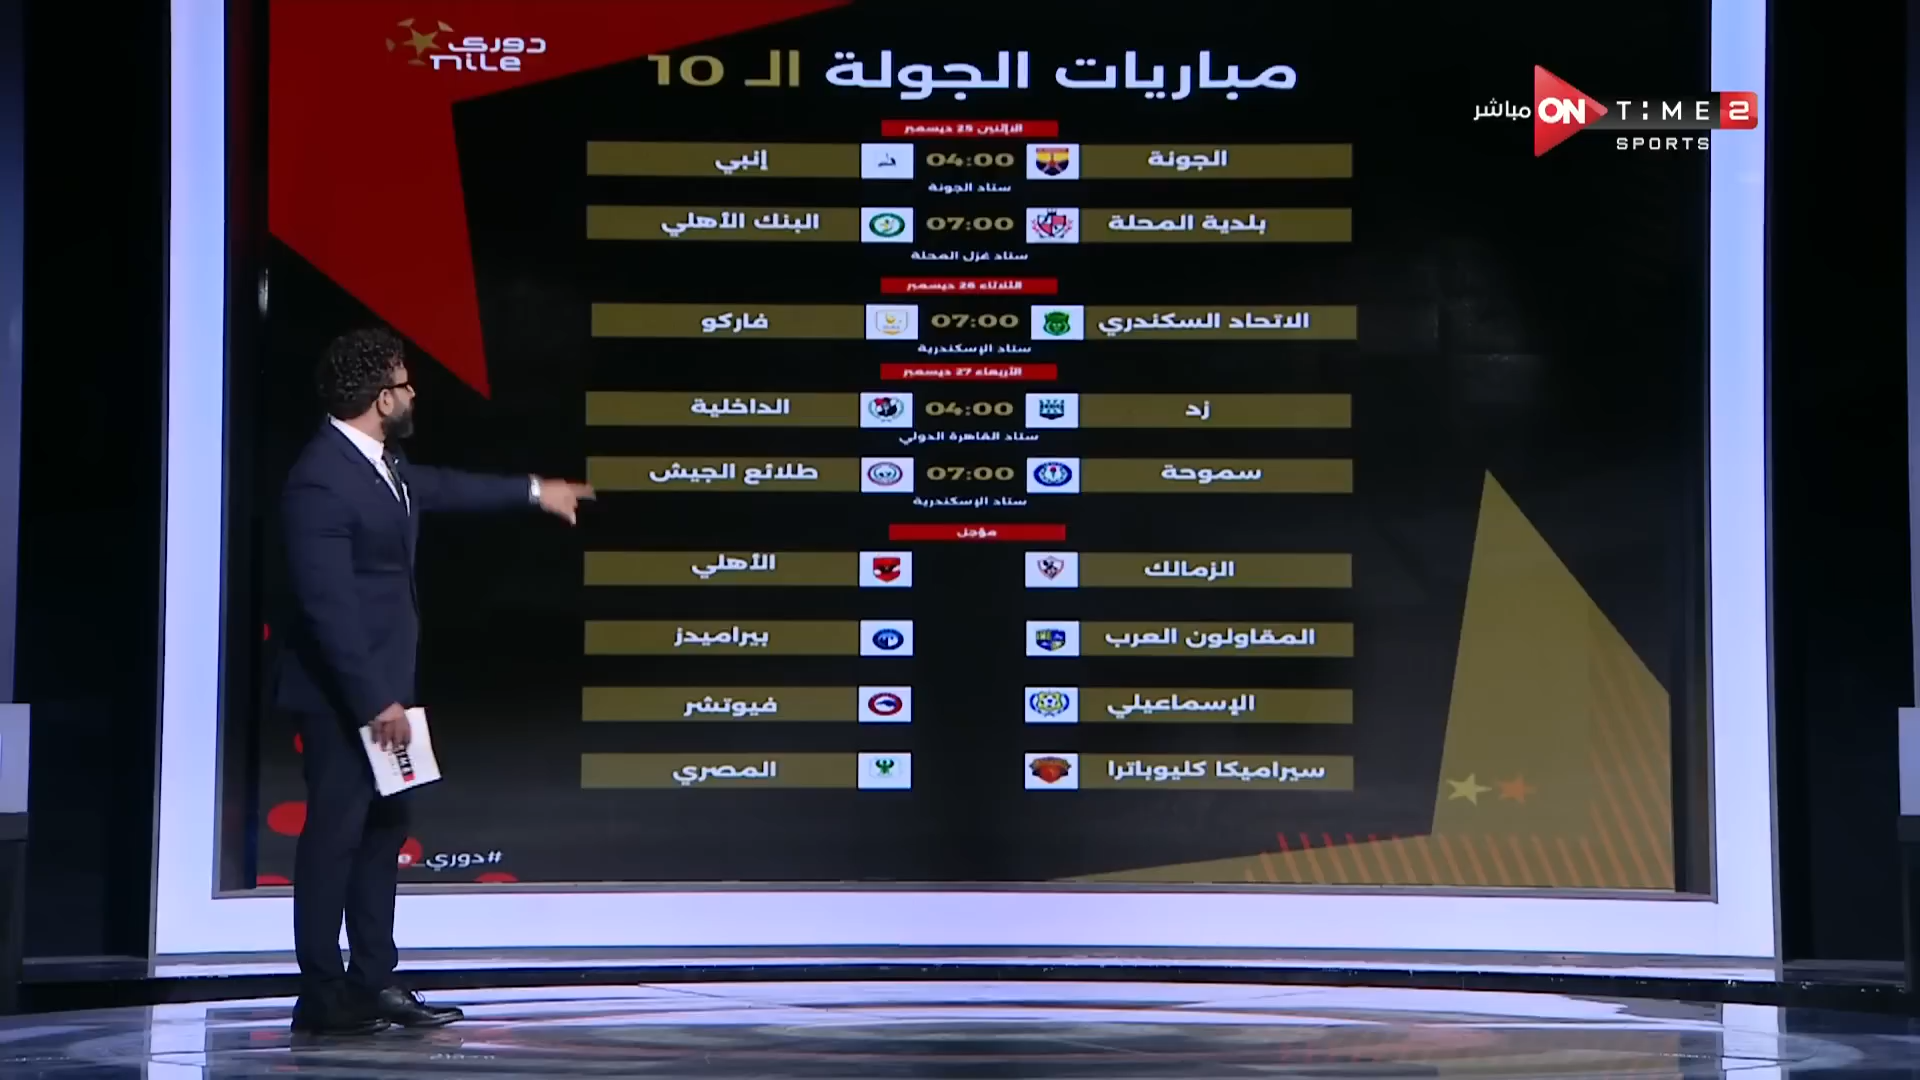 دوري
nile
مباريات الجولة الـ 10
مباشر ON TIME 2
SPORTS
الاثنين 25 ديسمبر
الجونة 04:00 إنبي
ستاد الجونة
بلدية المحلة 07:00 البنك الأهلي
ستاد غزل المحلة
الثلاثاء 26 ديسمبر
الاتحاد السكندري 07:00 فاركو
ستاد الإسكندرية
الأربعاء 27 ديسمبر
زد 04:00 الداخلية
ستاد القاهرة الدولي
سموحة 07:00 طلائع الجيش
ستاد الإسكندرية
مؤجل
الزمالك الأهلي
المقاولون العرب بيراميدز
الإسماعيلي فيوتشر
سيراميكا كليوباترا المصري
#دوري_